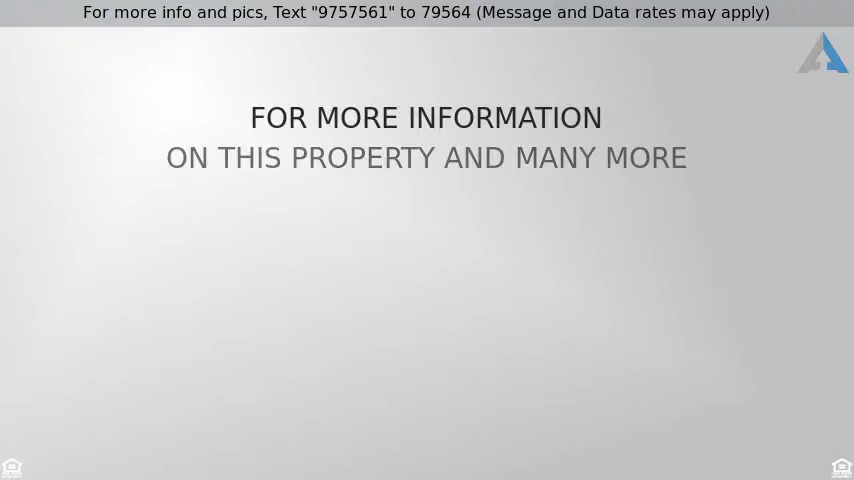 For more info and pics, Text "9757561" to 79564 (Message and Data rates may apply)
FOR MORE INFORMATION
ON THIS PROPERTY AND MANY MORE